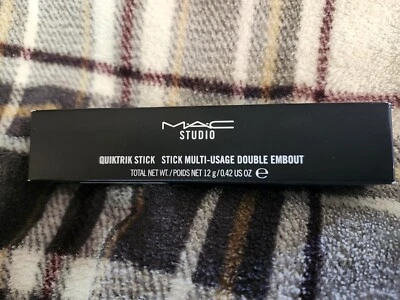 M·A·C
STUDIO
QUIKTRIK STICK STICK MULTI-USAGE DOUBLE EMBOUT
TOTAL NET WT. / POIDS NET 12 g / 0.42 US OZ ℮